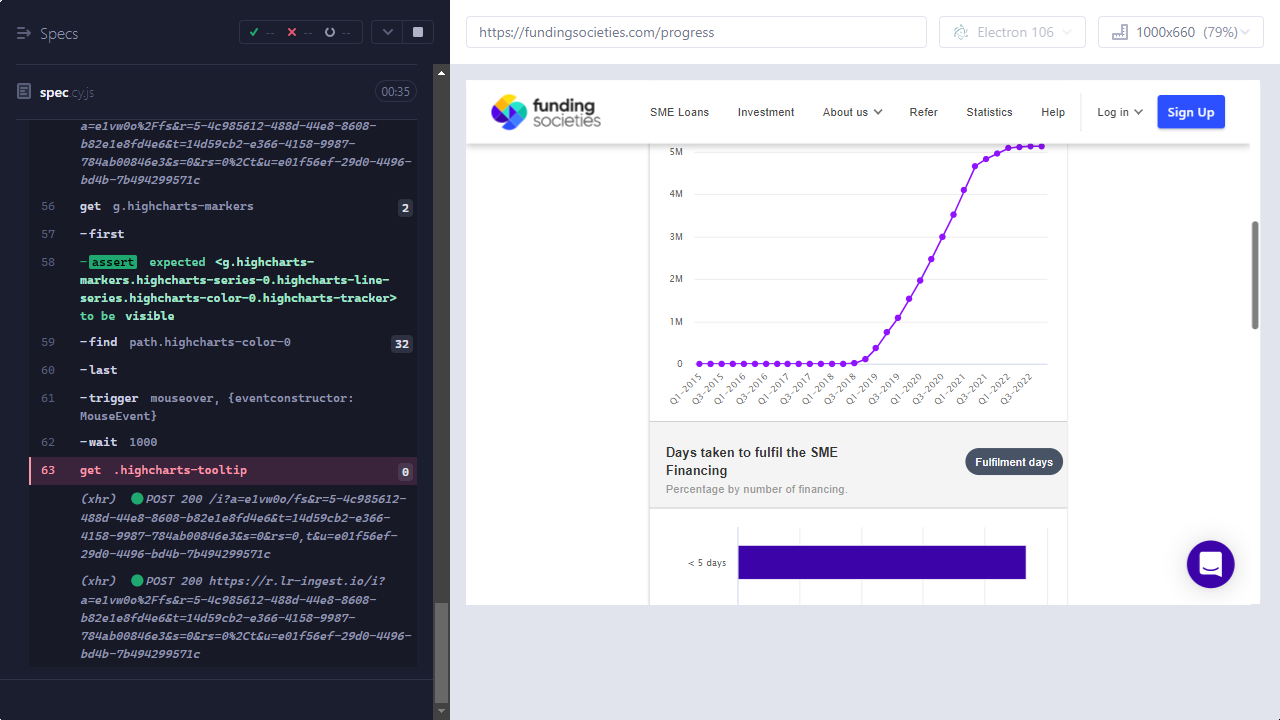 Specs
--
--
--
spec.cy.js
00:35
a=e1vw0o%2Ffs&r=5-4c985612-488d-44e8-8608-
b82e1e8fd4e6&t=14d59cb2-e366-4158-9987-
784ab00846e3&s=0&rs=0%2Ct&u=e01f56ef-29d0-4496-
bd4b-7b494299571c
56 get g.highcharts-markers 2
57 -first
58 -assert expected <g.highcharts-
markers.highcharts-series-0.highcharts-line-
series.highcharts-color-0.highcharts-tracker>
to be visible
59 -find path.highcharts-color-0 32
60 -last
61 -trigger mouseover, {eventconstructor:
MouseEvent}
62 -wait 1000
63 get .highcharts-tooltip 0
(xhr) POST 200 /i?a=e1vw0o/fs&r=5-4c985612-
488d-44e8-8608-b82e1e8fd4e6&t=14d59cb2-e366-
4158-9987-784ab00846e3&s=0&rs=0,t&u=e01f56ef-
29d0-4496-bd4b-7b494299571c
(xhr) POST 200 https://r.lr-ingest.io/i?
a=e1vw0o%2Ffs&r=5-4c985612-488d-44e8-8608-
b82e1e8fd4e6&t=14d59cb2-e366-4158-9987-
784ab00846e3&s=0&rs=0%2Ct&u=e01f56ef-29d0-4496-
bd4b-7b494299571c
https://fundingsocieties.com/progress
Electron 106
1000x660 (79%)
funding
societies
SME Loans
Investment
About us
Refer
Statistics
Help
Log in
Sign Up
5M
4M
3M
2M
1M
0
Q1-2015
Q3-2015
Q1-2016
Q3-2016
Q1-2017
Q3-2017
Q1-2018
Q3-2018
Q1-2019
Q3-2019
Q1-2020
Q3-2020
Q1-2021
Q3-2021
Q1-2022
Q3-2022
Days taken to fulfil the SME
Financing
Fulfilment days
Percentage by number of financing.
< 5 days